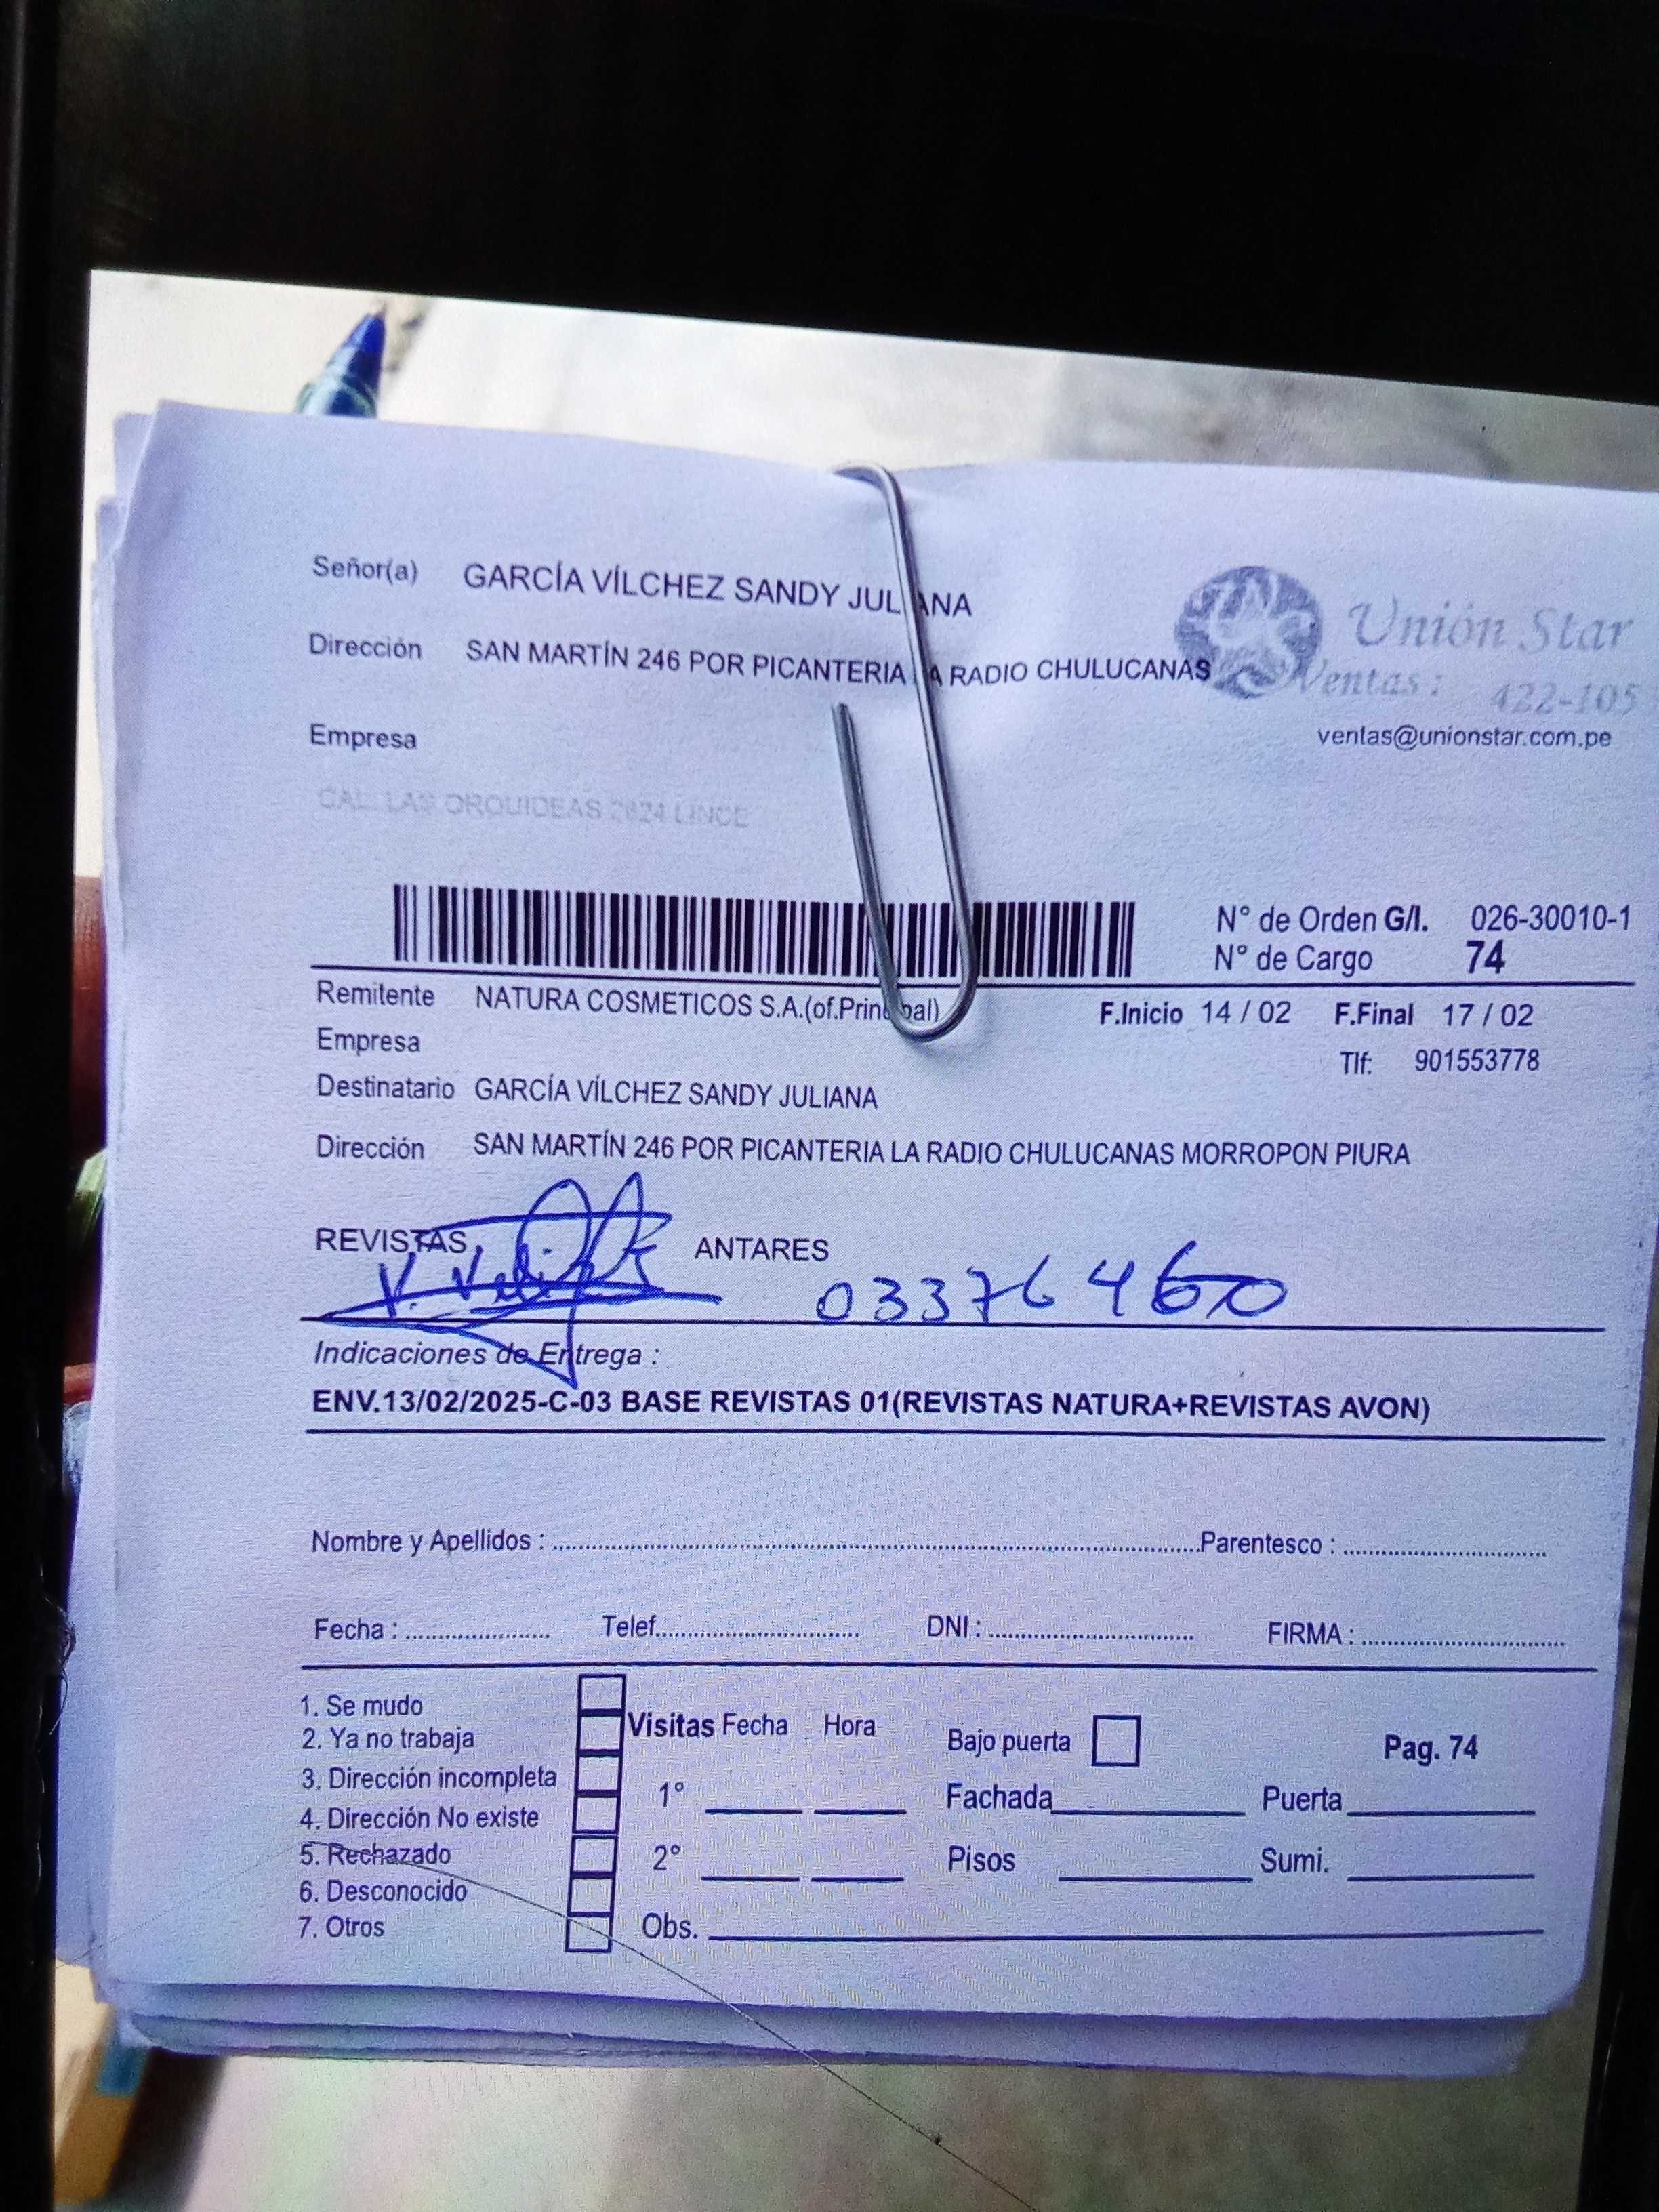 Señor(a) GARCÍA VÍLCHEZ SANDY JULIANA
Unión Star
Dirección SAN MARTÍN 246 POR PICANTERIA LA RADIO CHULUCANAS
Ventas : 422-105
Empresa
ventas@unionstar.com.pe
CAL. LAS ORQUIDEAS 2624 LINCE
N° de Orden G/I. 026-30010-1
N° de Cargo 74
Remitente NATURA COSMETICOS S.A.(of.Principal) F.Inicio 14 / 02 F.Final 17 / 02
Empresa
Tlf: 901553778
Destinatario GARCÍA VÍLCHEZ SANDY JULIANA
Dirección SAN MARTÍN 246 POR PICANTERIA LA RADIO CHULUCANAS MORROPON PIURA
REVISTAS ANTARES
03376460
Indicaciones de Entrega :
ENV.13/02/2025-C-03 BASE REVISTAS 01(REVISTAS NATURA+REVISTAS AVON)
Nombre y Apellidos : Parentesco :
Fecha : Telef. DNI : FIRMA :
1. Se mudo
2. Ya no trabaja
3. Dirección incompleta
4. Dirección No existe
5. Rechazado
6. Desconocido
7. Otros
Visitas Fecha Hora
1°
2°
Obs.
Bajo puerta
Pag. 74
Fachada Puerta
Pisos Sumi.